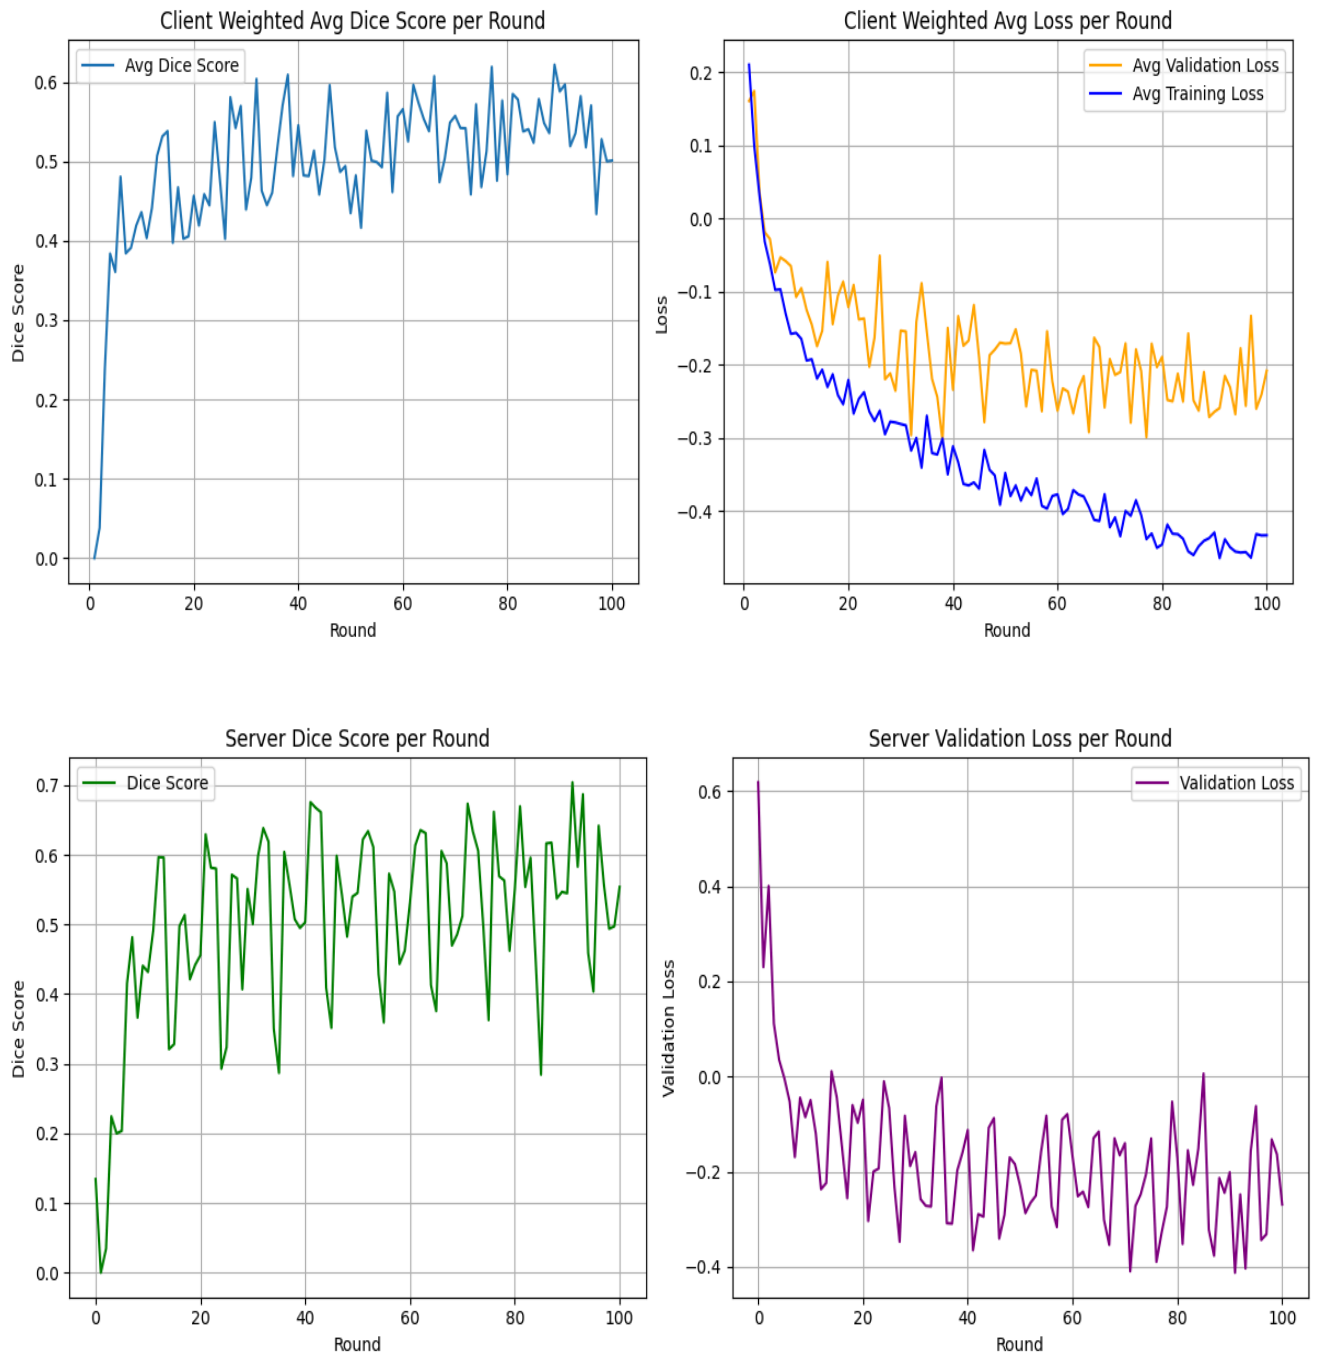 Client Weighted Avg Dice Score per Round
Avg Dice Score
Dice Score
0.6
0.5
0.4
0.3
0.2
0.1
0.0
0 20 40 60 80 100
Round
Client Weighted Avg Loss per Round
Avg Validation Loss
Avg Training Loss
Loss
0.2
0.1
0.0
−0.1
−0.2
−0.3
−0.4
0 20 40 60 80 100
Round
Server Dice Score per Round
Dice Score
Dice Score
0.7
0.6
0.5
0.4
0.3
0.2
0.1
0.0
0 20 40 60 80 100
Round
Server Validation Loss per Round
Validation Loss
Validation Loss
0.6
0.4
0.2
0.0
−0.2
−0.4
0 20 40 60 80 100
Round